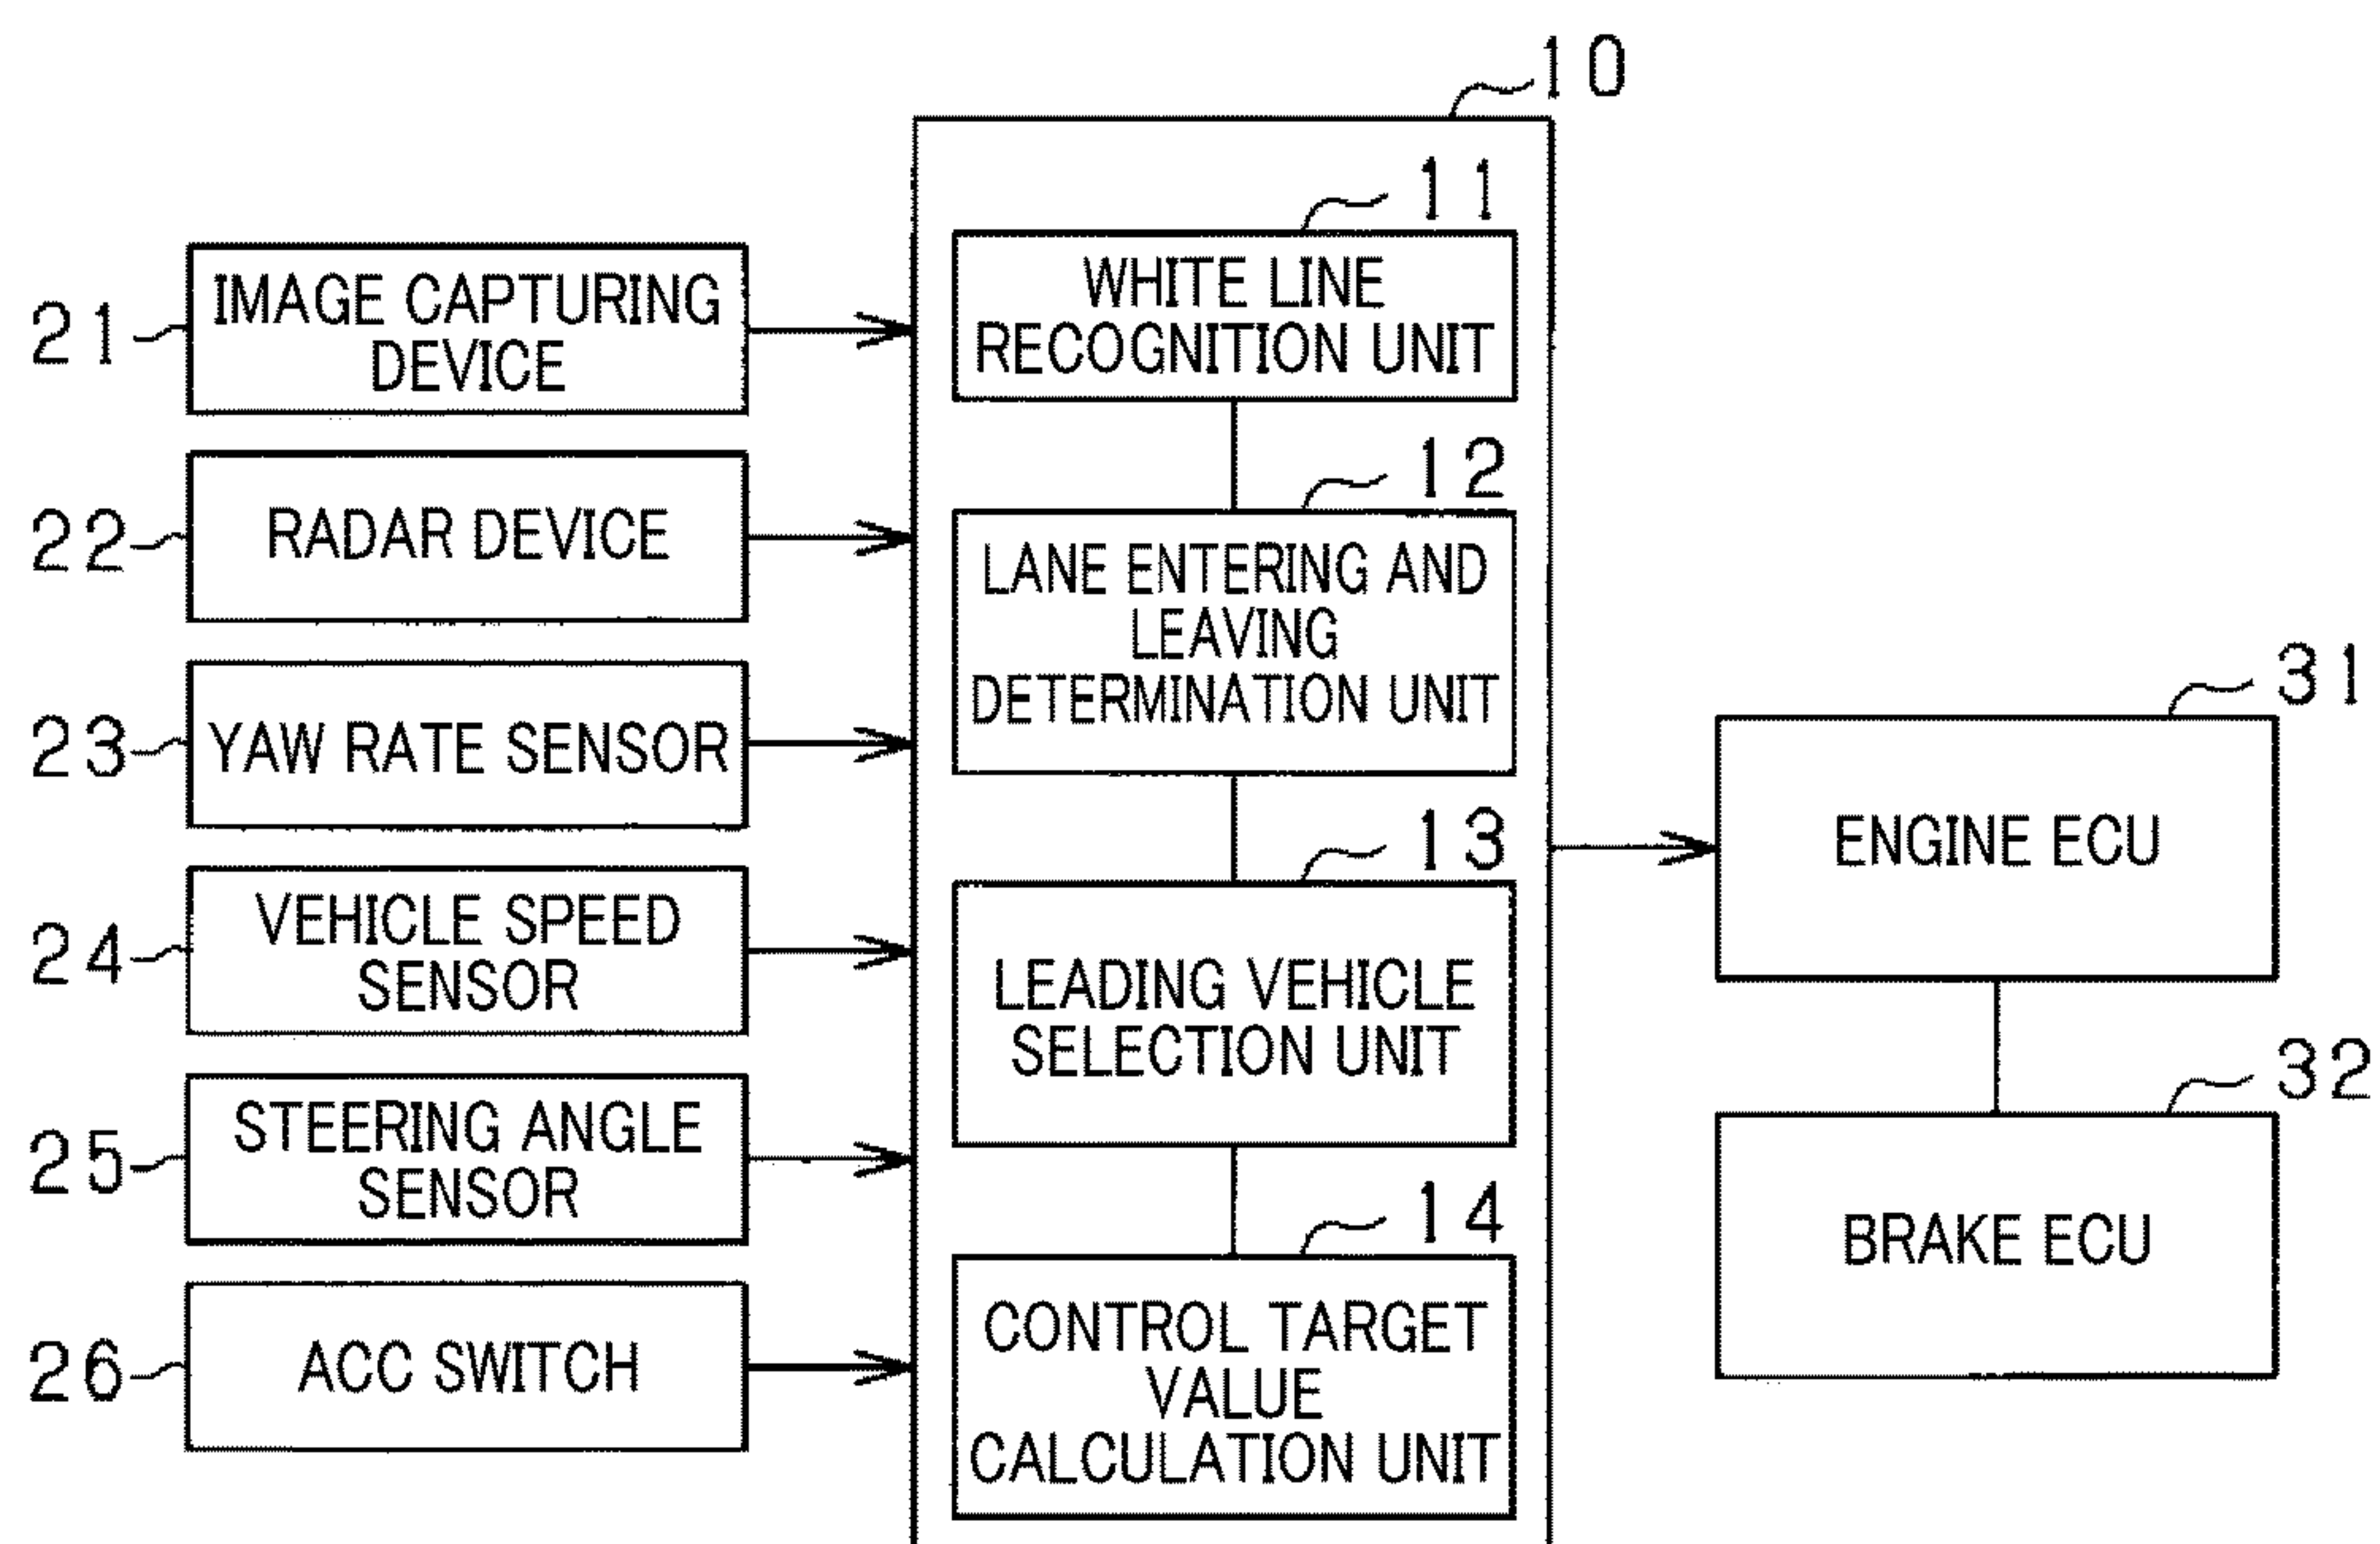 10
21
IMAGE CAPTURING
DEVICE
22
RADAR DEVICE
23
YAW RATE SENSOR
24
VEHICLE SPEED
SENSOR
25
STEERING ANGLE
SENSOR
26
ACC SWITCH
11
WHITE LINE
RECOGNITION UNIT
12
LANE ENTERING AND
LEAVING
DETERMINATION UNIT
13
LEADING VEHICLE
SELECTION UNIT
14
CONTROL TARGET
VALUE
CALCULATION UNIT
31
ENGINE ECU
32
BRAKE ECU